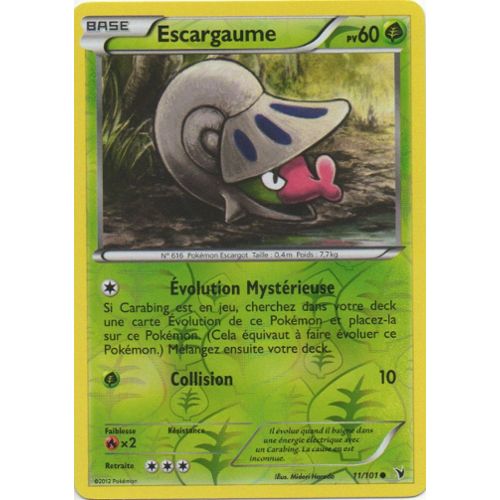 BASE
Escargaume
PV60
N° 616 Pokémon Escargot Taille : 0,4m Poids : 7,7kg
Évolution Mystérieuse
Si Carabing est en jeu, cherchez dans votre deck
une carte Évolution de ce Pokémon et placez-la
sur ce Pokémon. (Cela équivaut à faire évoluer ce
Pokémon.) Mélangez ensuite votre deck.
Collision 10
Faiblesse Résistance
×2
Retraite
Il évolue quand il baigne dans
une énergie électrique avec
un Carabing. La cause en est
inconnue.
©2012 Pokémon
Illus. Midori Harada
11/101